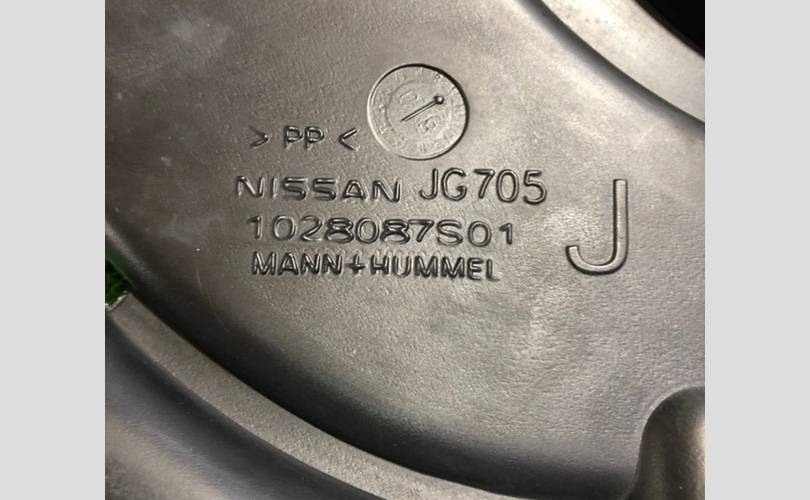 > PP <
NISSAN JG705
1028087S01
MANN+HUMMEL
J